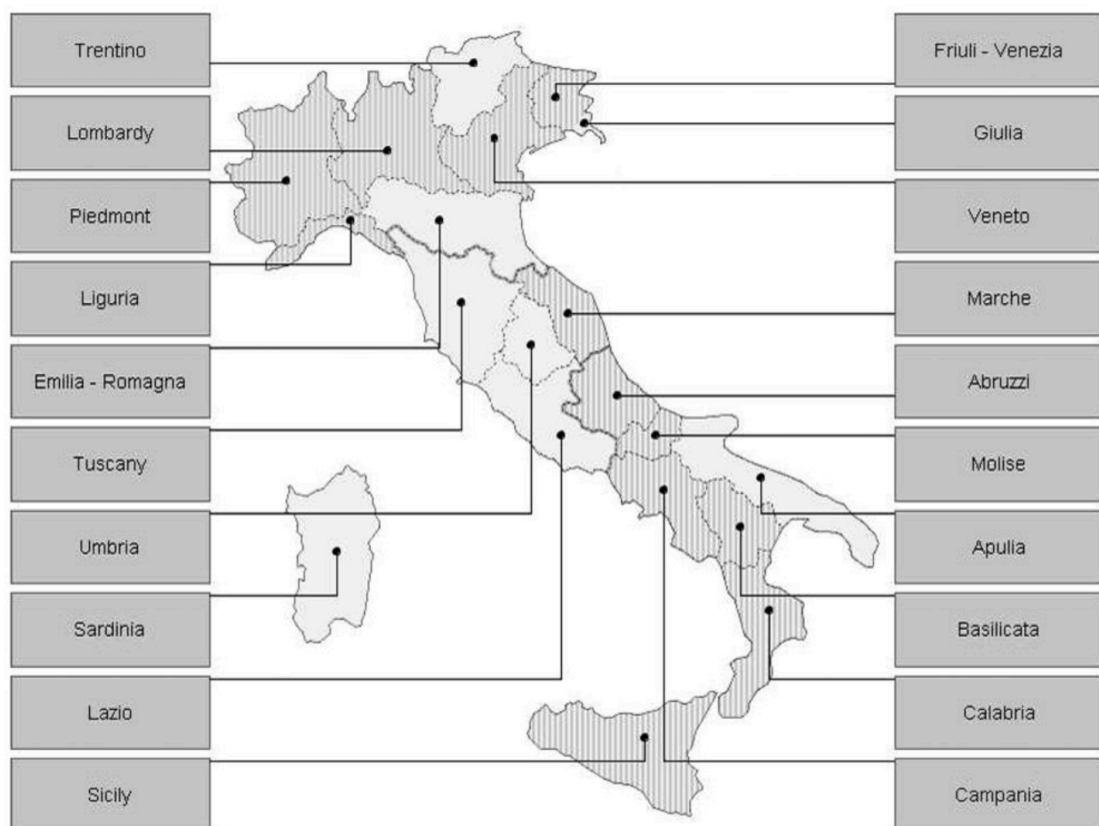 Trentino
Lombardy
Piedmont
Liguria
Emilia - Romagna
Tuscany
Umbria
Sardinia
Lazio
Sicily
Friuli - Venezia
Giulia
Veneto
Marche
Abruzzi
Molise
Apulia
Basilicata
Calabria
Campania